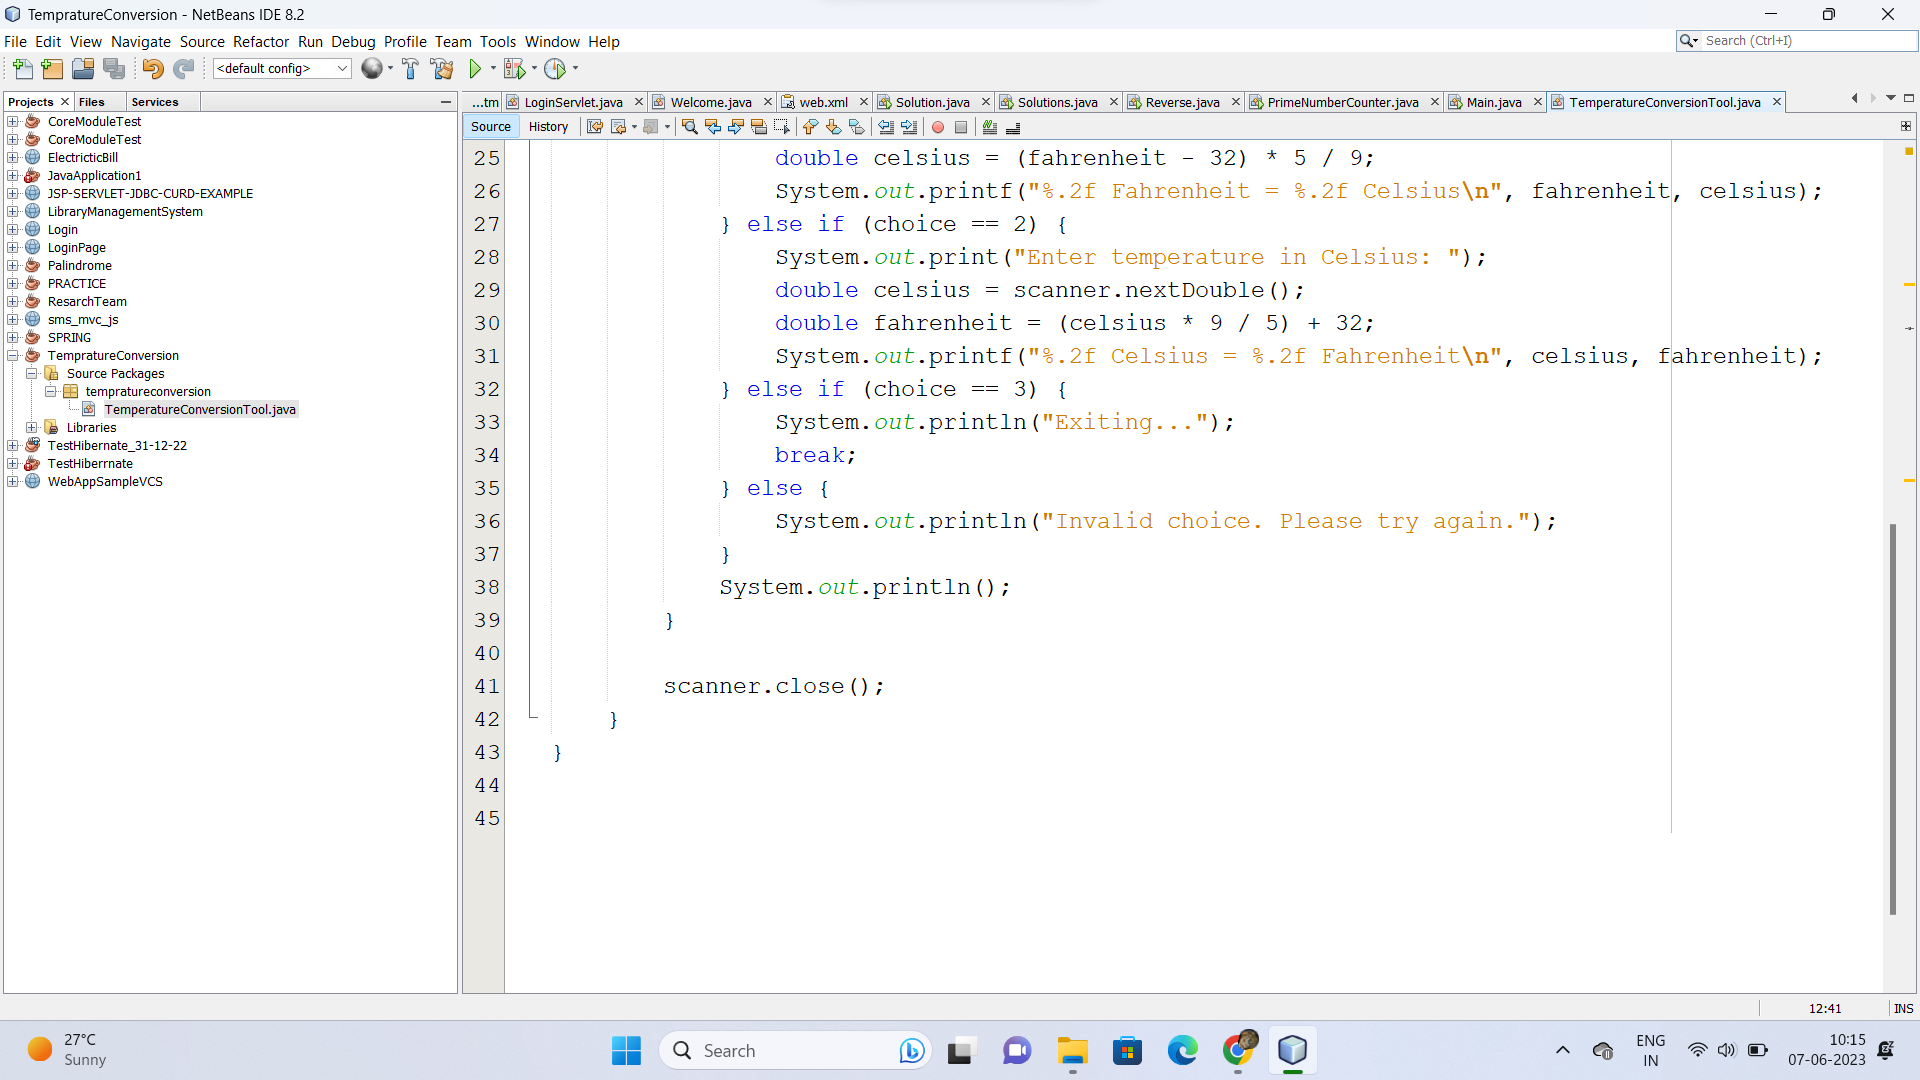 TempratureConversion - NetBeans IDE 8.2
File Edit View Navigate Source Refactor Run Debug Profile Team Tools Window Help
Search (Ctrl+I)
<default config>
Projects Files Services
...tm LoginServlet.java Welcome.java web.xml Solution.java Solutions.java Reverse.java PrimeNumberCounter.java Main.java TemperatureConversionTool.java
Source History
CoreModuleTest
CoreModuleTest
ElectricticBill
JavaApplication1
JSP-SERVLET-JDBC-CURD-EXAMPLE
LibraryManagementSystem
Login
LoginPage
Palindrome
PRACTICE
ResarchTeam
sms_mvc_js
SPRING
TempratureConversion
Source Packages
tempratureconversion
TemperatureConversionTool.java
Libraries
TestHibernate_31-12-22
TestHiberrnate
WebAppSampleVCS
25 double celsius = (fahrenheit - 32) * 5 / 9;
26 System.out.printf("%.2f Fahrenheit = %.2f Celsius\n", fahrenheit, celsius);
27 } else if (choice == 2) {
28 System.out.print("Enter temperature in Celsius: ");
29 double celsius = scanner.nextDouble();
30 double fahrenheit = (celsius * 9 / 5) + 32;
31 System.out.printf("%.2f Celsius = %.2f Fahrenheit\n", celsius, fahrenheit);
32 } else if (choice == 3) {
33 System.out.println("Exiting...");
34 break;
35 } else {
36 System.out.println("Invalid choice. Please try again.");
37 }
38 System.out.println();
39 }
40
41 scanner.close();
42 }
43 }
44
45
12:41 INS
27°C
Sunny
Search
ENG
IN
10:15
07-06-2023